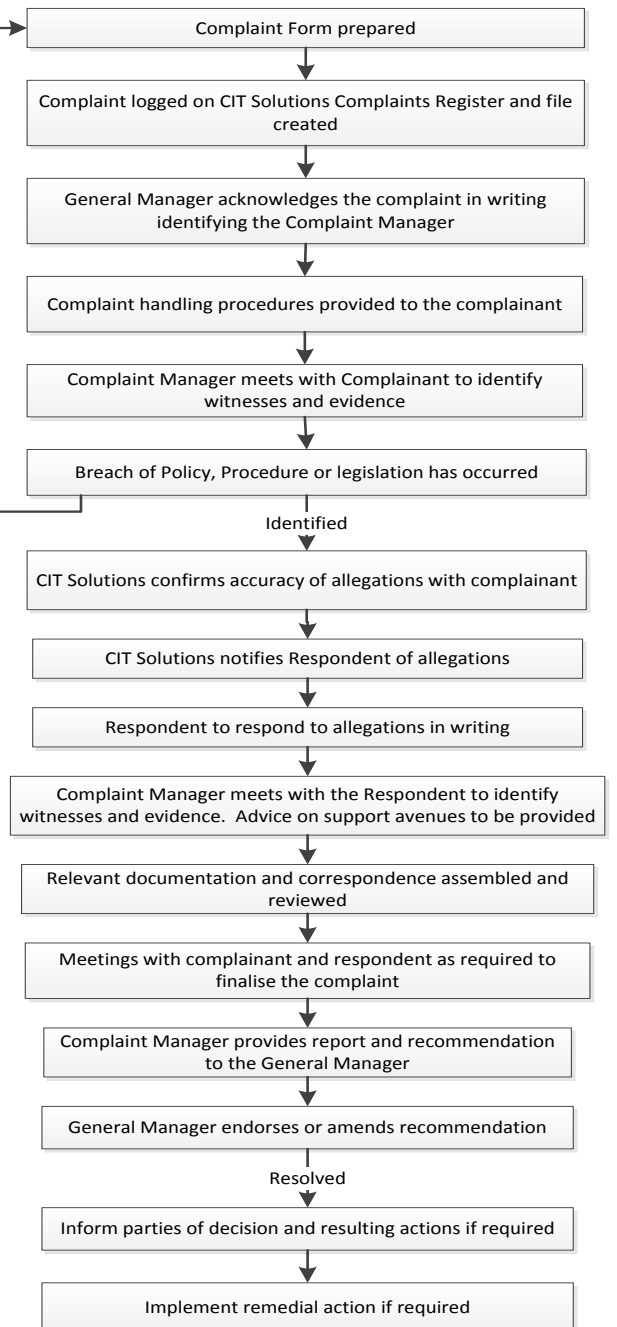 Complaint Form prepared
Complaint logged on CIT Solutions Complaints Register and file
created
General Manager acknowledges the complaint in writing
identifying the Complaint Manager
Complaint handling procedures provided to the complainant
Complaint Manager meets with Complainant to identify
witnesses and evidence
Breach of Policy, Procedure or legislation has occurred
Identified
CIT Solutions confirms accuracy of allegations with complainant
CIT Solutions notifies Respondent of allegations
Respondent to respond to allegations in writing
Complaint Manager meets with the Respondent to identify
witnesses and evidence.  Advice on support avenues to be provided
Relevant documentation and correspondence assembled and
reviewed
Meetings with complainant and respondent as required to
finalise the complaint
Complaint Manager provides report and recommendation
to the General Manager
General Manager endorses or amends recommendation
Resolved
Inform parties of decision and resulting actions if required
Implement remedial action if required